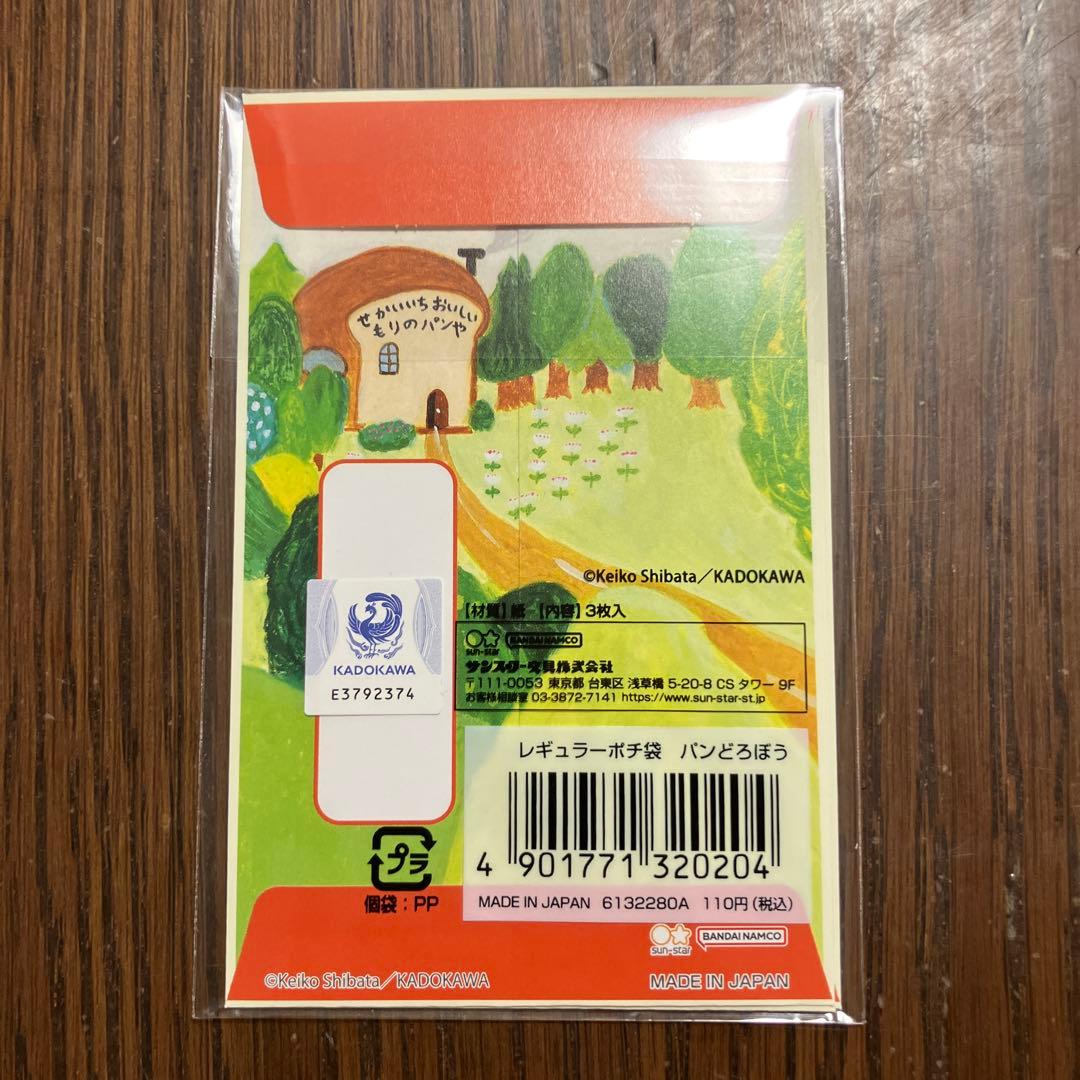 せかいいちおいしい
もりのパンや
©Keiko Shibata／KADOKAWA
【材質】紙 【内容】3枚入
sun-star BANDAI NAMCO
サンスター文具株式会社
〒111-0053 東京都 台東区 浅草橋 5-20-8 CS タワー 9F
お客様相談室 03-3872-7141 https://www.sun-star-st.jp
KADOKAWA
E3792374
レギュラーポチ袋 パンどろぼう
4 901771 320204
MADE IN JAPAN 6132280A 110円(税込)
プラ
個袋：PP
sun-star BANDAI NAMCO
©Keiko Shibata／KADOKAWA
MADE IN JAPAN